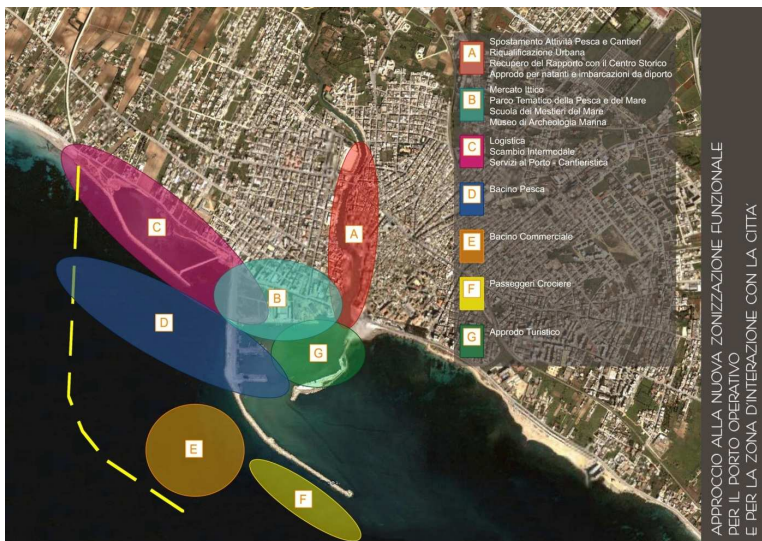 A
Spostamento Attività Pesca e Cantieri
Riqualificazione Urbana
Recupero del Rapporto con il Centro Storico
Approdo per natanti e imbarcazioni da diporto
B
Mercato Ittico
Parco Tematico della Pesca e del Mare
Scuola dei Mestieri del Mare
Museo di Archeologia Marina
C
Logistica
Scambio Intermodale
Servizi al Porto - Cantieristica
D
Bacino Pesca
E
Bacino Commerciale
F
Passeggeri Crociere
G
Approdo Turistico
C
A
B
D
G
E
F
APPROCCIO ALLA NUOVA ZONIZZAZIONE FUNZIONALE
PER IL PORTO OPERATIVO
E PER LA ZONA D'INTERAZIONE CON LA CITTA'